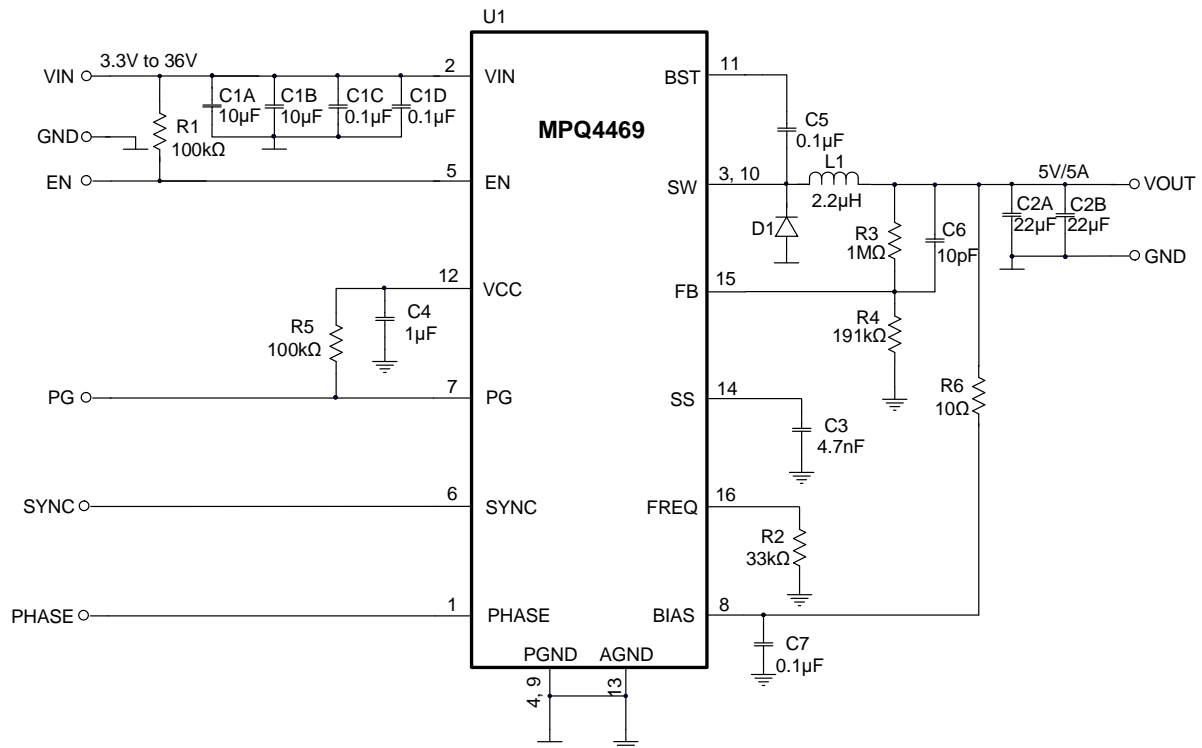 U1
MPQ4469
3.3V to 36V
VIN
2
VIN
C1A
10µF
C1B
10µF
C1C
0.1µF
C1D
0.1µF
GND
R1
100kΩ
EN
5
EN
12
VCC
C4
1µF
R5
100kΩ
PG
7
PG
SYNC
6
SYNC
PHASE
1
PHASE
PGND
4, 9
AGND
13
BST
11
C5
0.1µF
SW
3, 10
L1
2.2µH
D1
5V/5A
VOUT
C2A
22µF
C2B
22µF
GND
R3
1MΩ
C6
10pF
FB
15
R4
191kΩ
R6
10Ω
SS
14
C3
4.7nF
FREQ
16
R2
33kΩ
BIAS
8
C7
0.1µF